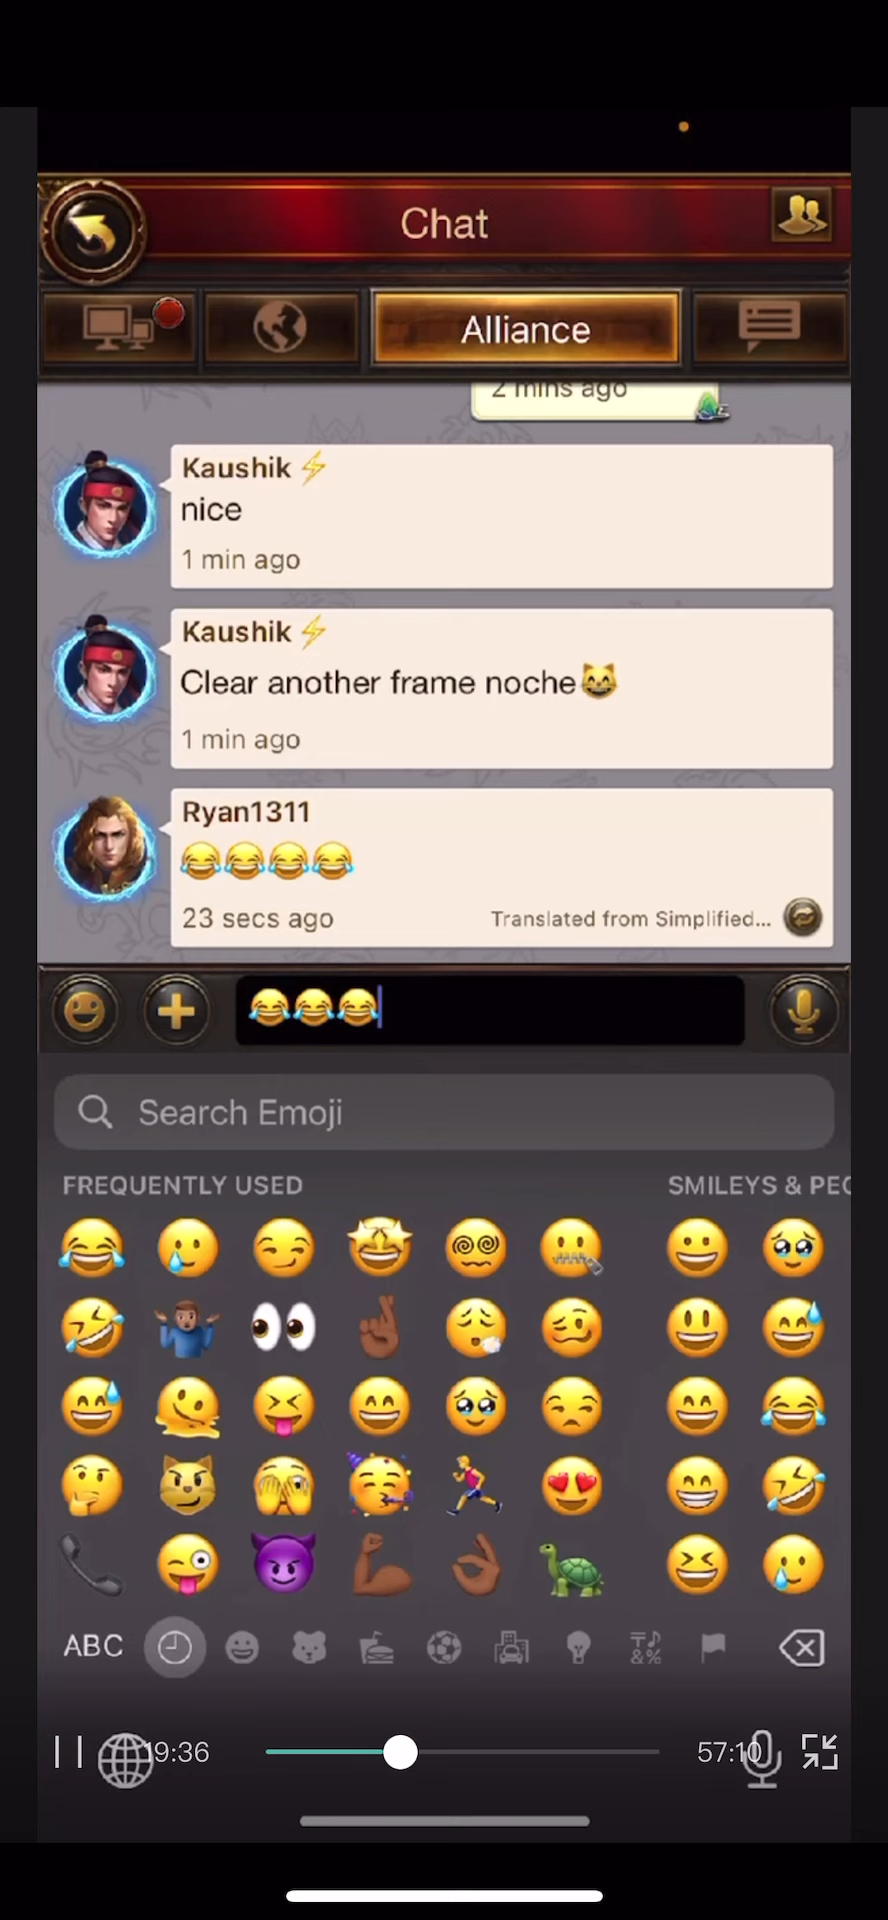 Chat
Alliance
2 mins ago
Kaushik⚡
nice
1 min ago
Kaushik⚡
Clear another frame noche😸
1 min ago
Ryan1311
😂😂😂😂
23 secs ago
Translated from Simplified...
😂😂😂
Search Emoji
FREQUENTLY USED
SMILEYS & PEO
ABC
19:36
57:10